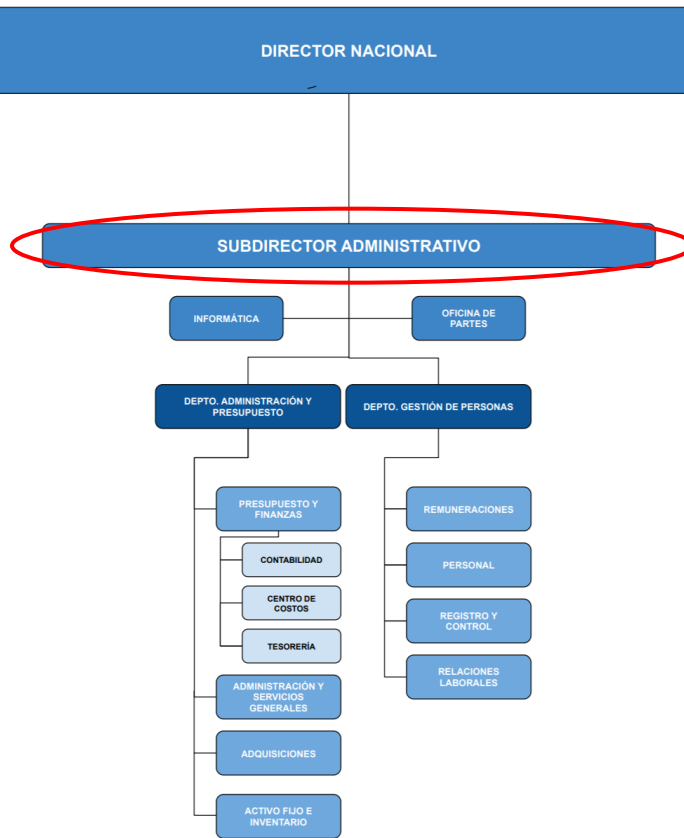 DIRECTOR NACIONAL
SUBDIRECTOR ADMINISTRATIVO
INFORMÁTICA
OFICINA DE
PARTES
DEPTO. ADMINISTRACIÓN Y
PRESUPUESTO
DEPTO. GESTIÓN DE PERSONAS
PRESUPUESTO Y
FINANZAS
CONTABILIDAD
CENTRO DE
COSTOS
TESORERÍA
ADMINISTRACIÓN Y
SERVICIOS
GENERALES
ADQUISICIONES
ACTIVO FIJO E
INVENTARIO
REMUNERACIONES
PERSONAL
REGISTRO Y
CONTROL
RELACIONES
LABORALES